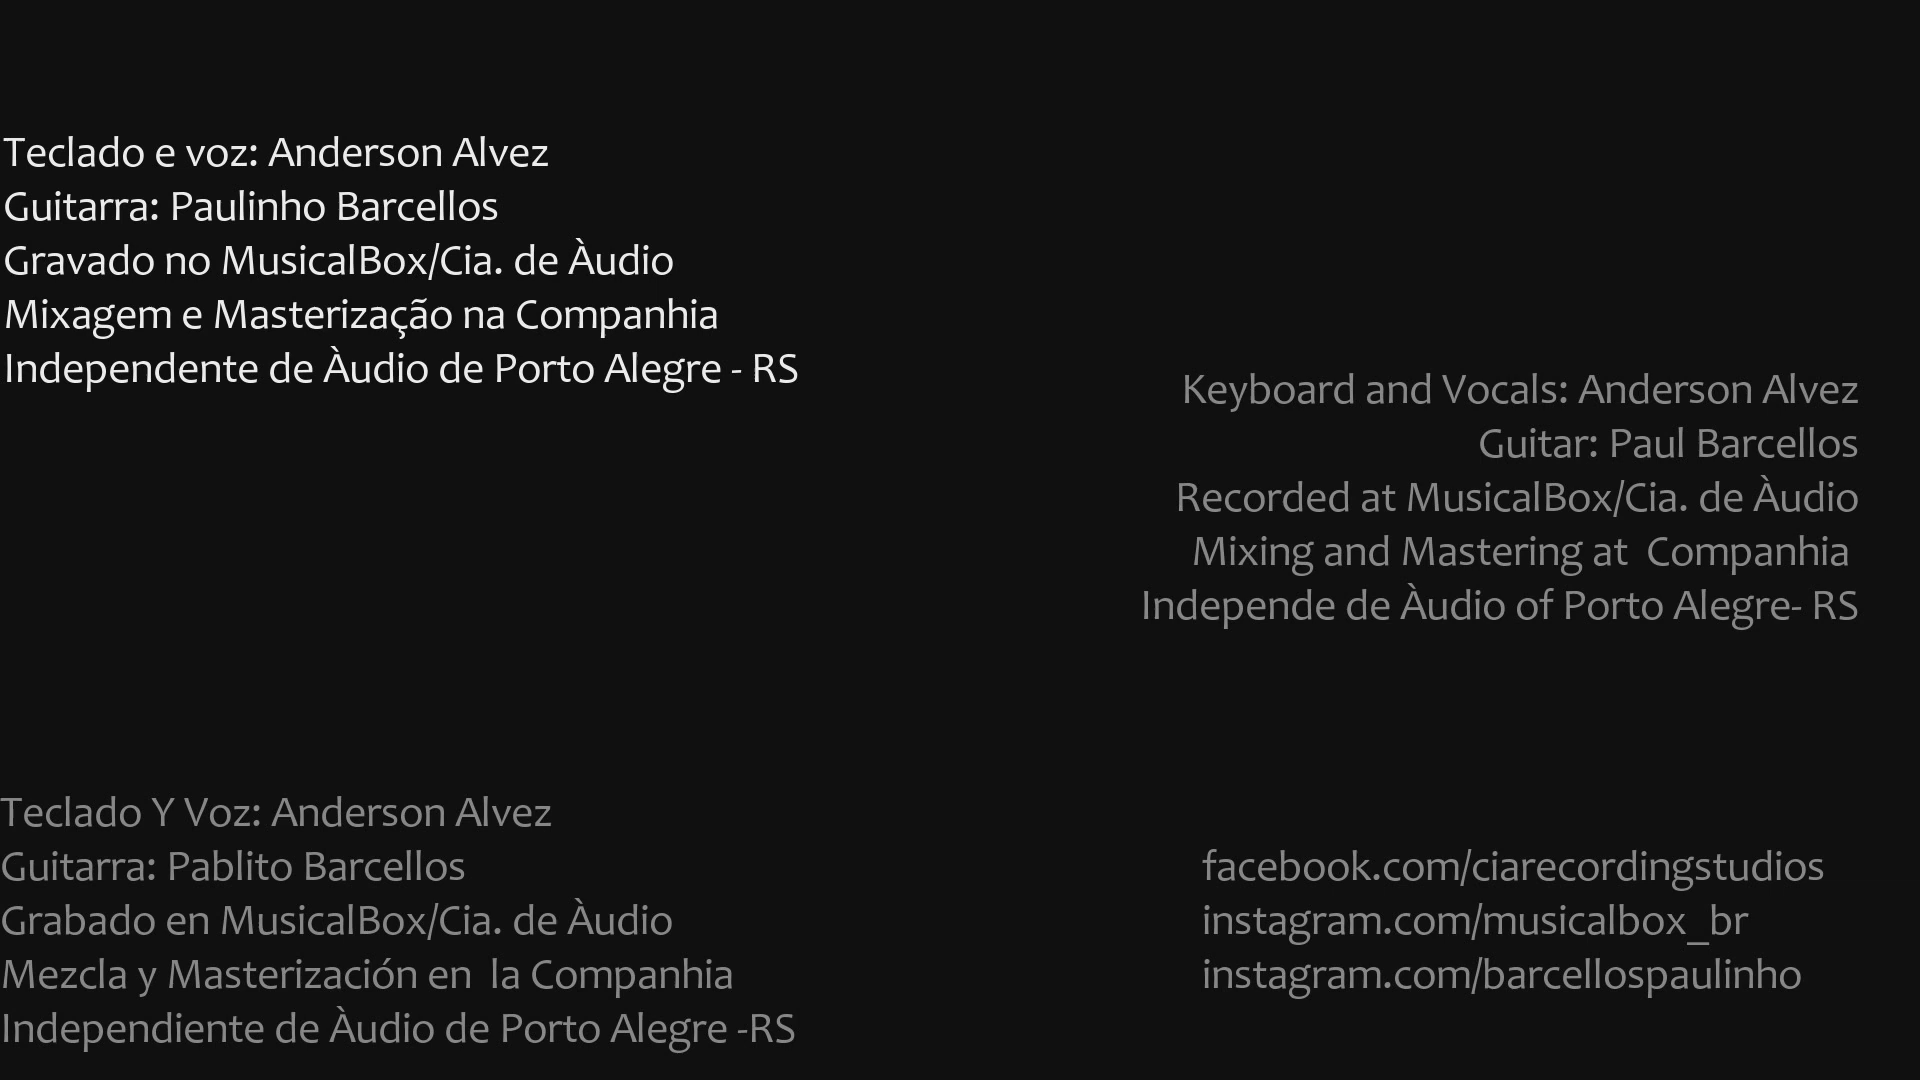 Teclado e voz: Anderson Alvez
Guitarra: Paulinho Barcellos
Gravado no MusicalBox/Cia. de Àudio
Mixagem e Masterização na Companhia
Independente de Àudio de Porto Alegre - RS
Keyboard and Vocals: Anderson Alvez
Guitar: Paul Barcellos
Recorded at MusicalBox/Cia. de Àudio
Mixing and Mastering at  Companhia
Independe de Àudio of Porto Alegre- RS
Teclado Y Voz: Anderson Alvez
Guitarra: Pablito Barcellos
Grabado en MusicalBox/Cia. de Àudio
Mezcla y Masterización en  la Companhia
Independiente de Àudio de Porto Alegre -RS
facebook.com/ciarecordingstudios
instagram.com/musicalbox_br
instagram.com/barcellospaulinho